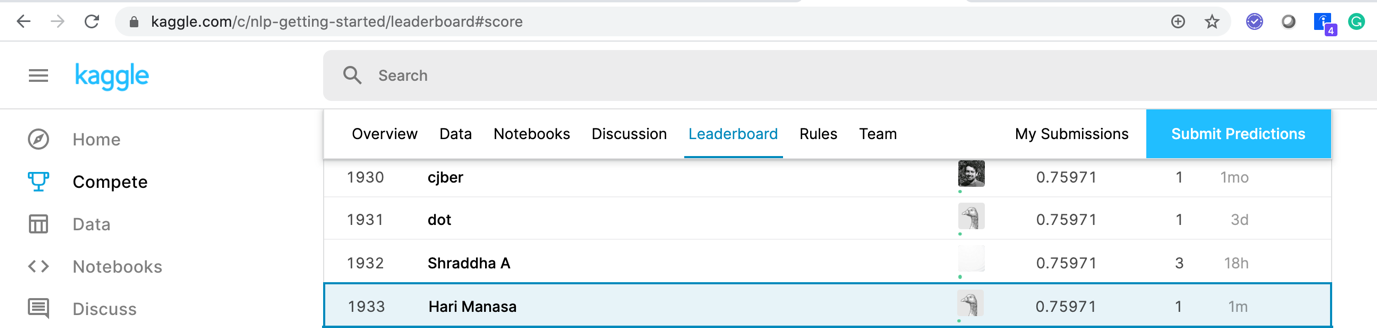 kaggle.com/c/nlp-getting-started/leaderboard#score
4
kaggle
Search
Overview Data Notebooks Discussion Leaderboard Rules Team My Submissions Submit Predictions
Home
Compete
Data
Notebooks
Discuss
1930 cjber 0.75971 1 1mo
1931 dot 0.75971 1 3d
1932 Shraddha A 0.75971 3 18h
1933 Hari Manasa 0.75971 1 1m